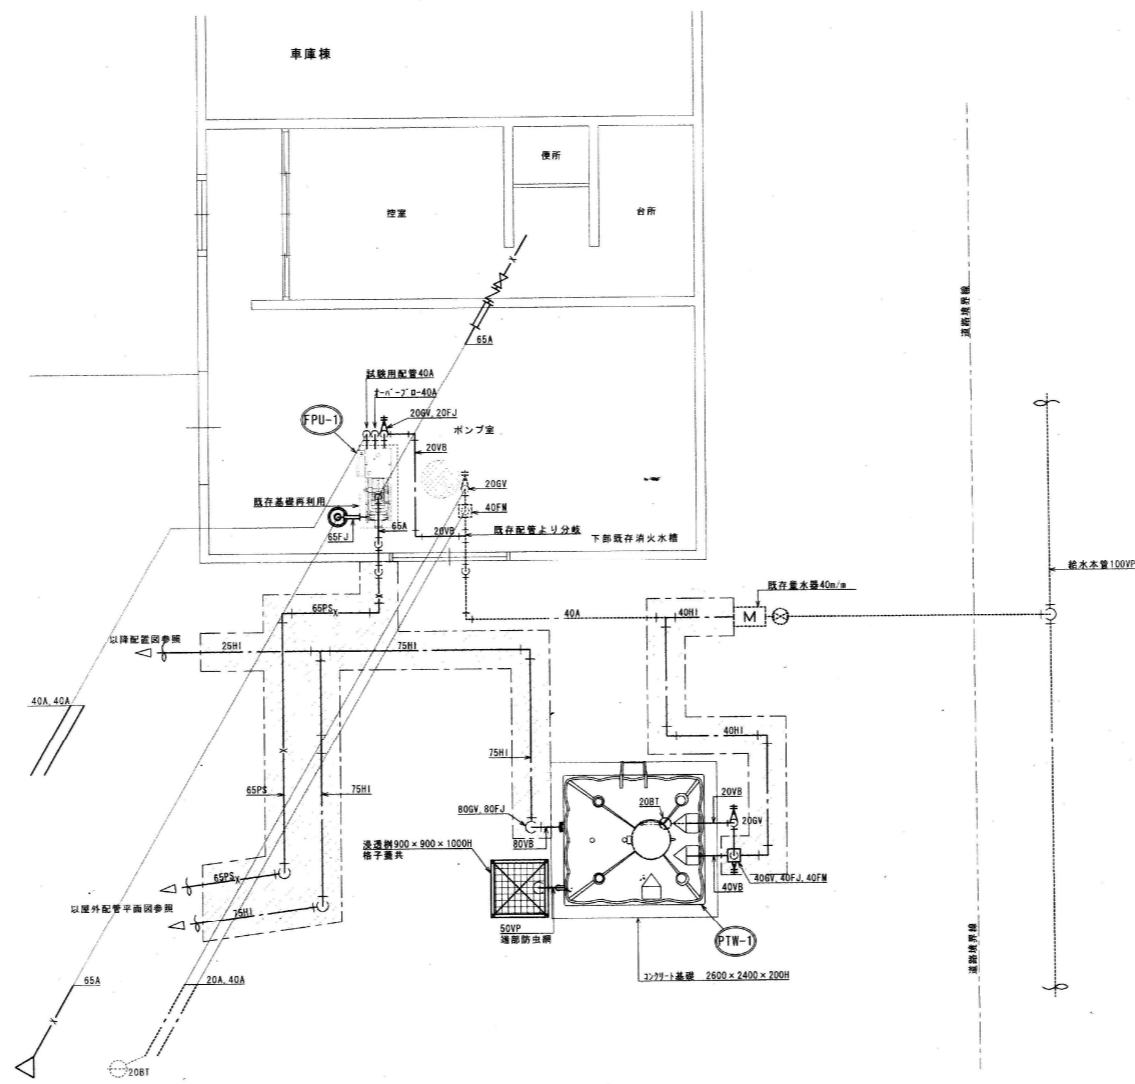 車庫棟
便所
控室
台所
道路境界線
65A
試験用配管40A
オーバーフロー40A
20GV,20FJ
FPU-1
ポンプ室
20VB
20GV
既存基礎再利用
40FM
65A
20VB
既存配管より分岐
65FJ
下部既存消火水槽
給水本管100VP
既存量水器40m/m
65PS
40A
40HI
M
以降配置図参照
25HI
75HI
40A,40A
40HI
75HI
65PS
75HI
20VB
20BT
80GV,80FJ
20GV
浸透桝900×900×1000H
格子蓋共
80VB
40GV,40FJ,40FM
65PS
40VB
以屋外配管平面図参照
75HI
50VP
端部防虫網
PTW-1
道路境界線
コンクリート基礎 2600×2400×200H
65A
20A,40A
20BT